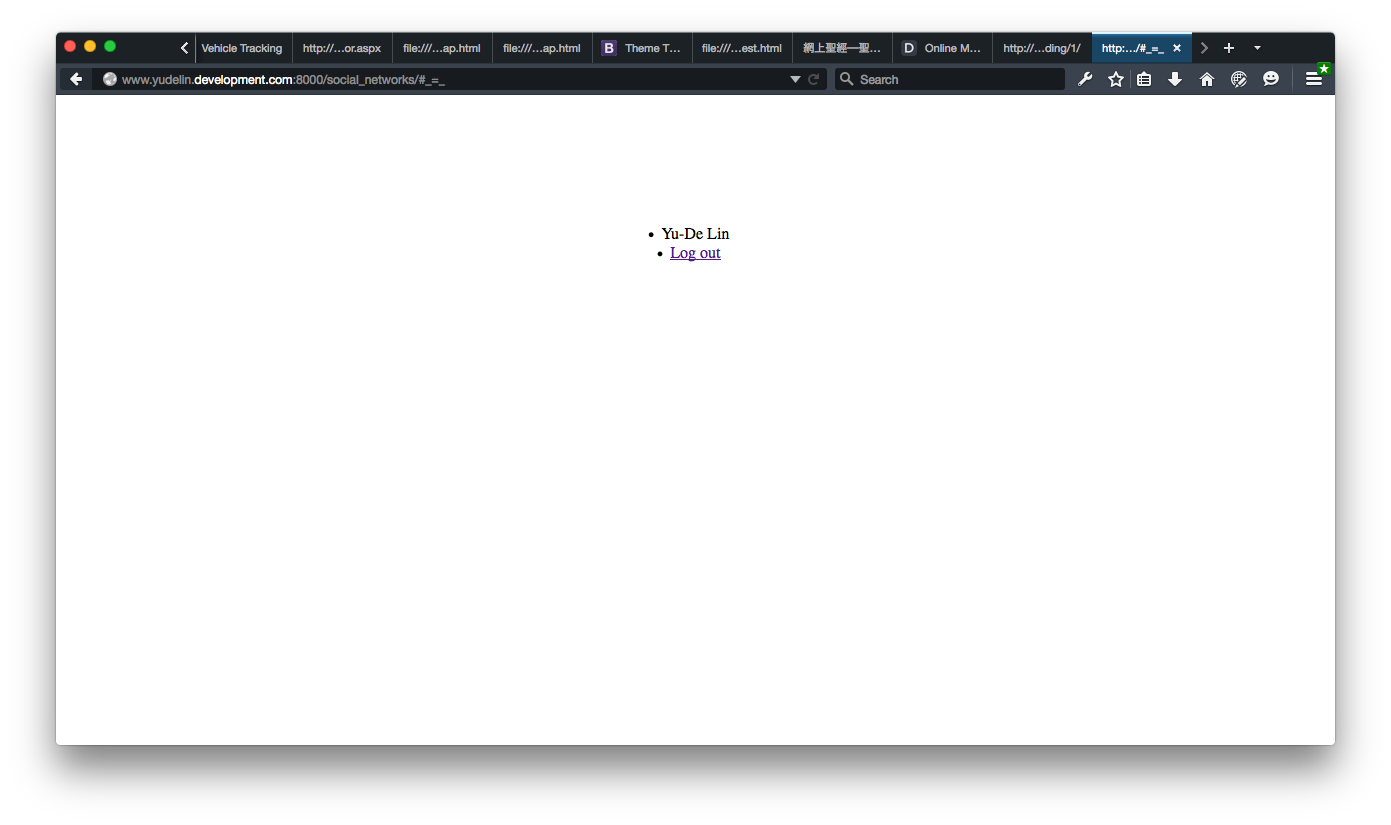 Vehicle Tracking
http://...or.aspx
file:///...ap.html
file:///...ap.html
B Theme T...
file:///...est.html
網上聖經—聖...
D Online M...
http://...ding/1/
http:.../#_=_
www.yudelin.development.com:8000/social_networks/#_=_
Search
• Yu-De Lin
• Log out